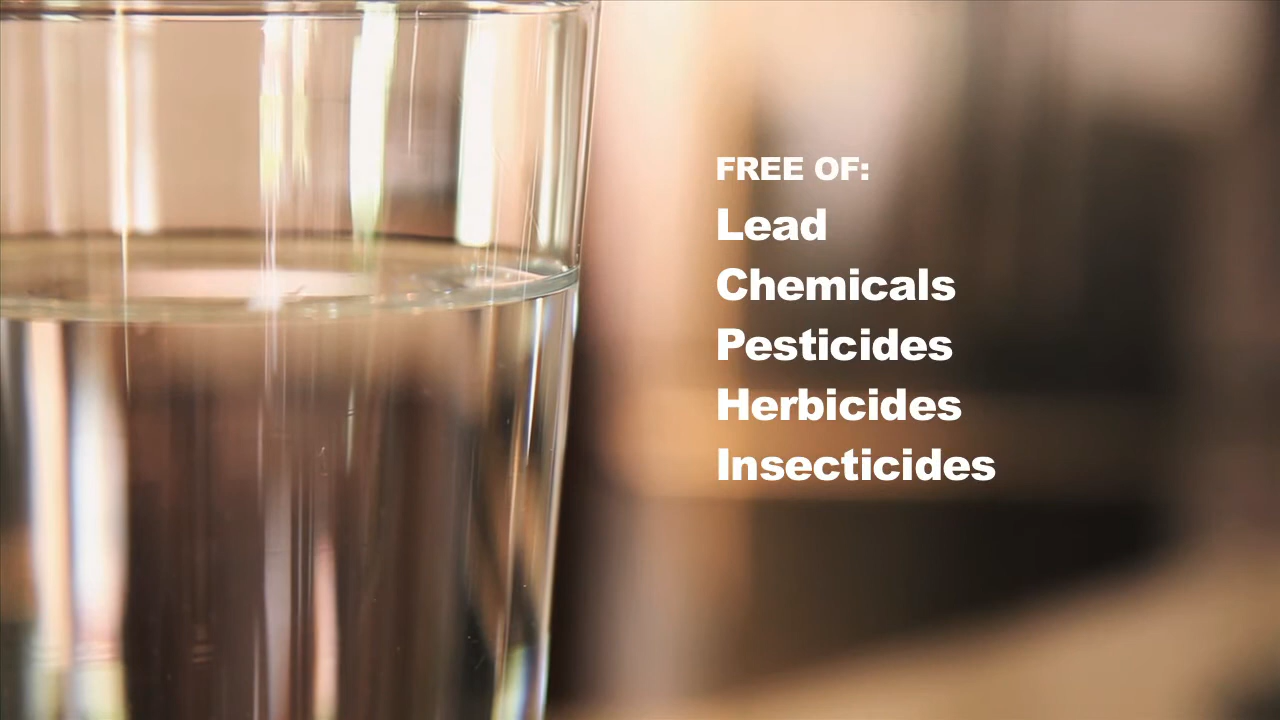 FREE OF:
Lead
Chemicals
Pesticides
Herbicides
Insecticides